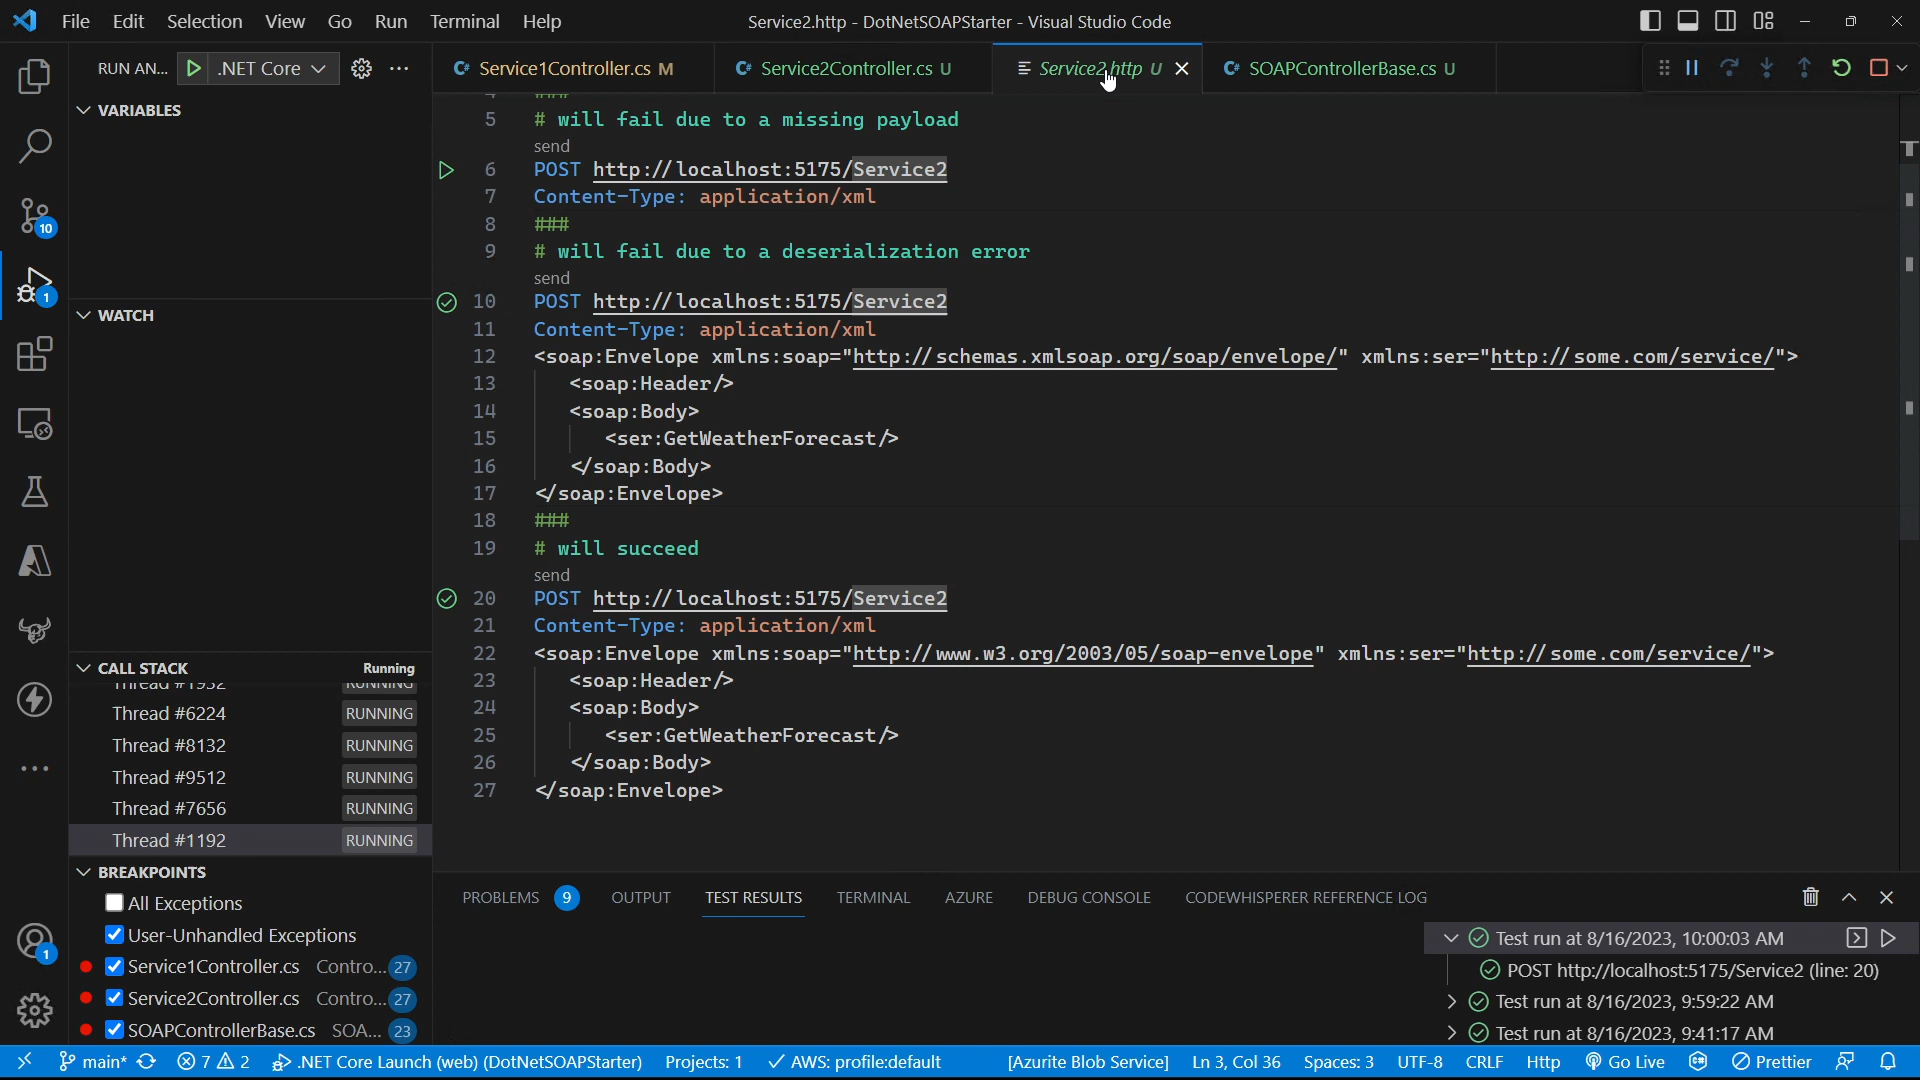 File Edit Selection View Go Run Terminal Help
Service2.http - DotNetSOAPStarter - Visual Studio Code
RUN AN... .NET Core
Service1Controller.cs M
Service2Controller.cs U
Service2.http U
SOAPControllerBase.cs U
VARIABLES
WATCH
CALL STACK Running
Thread #1952 RUNNING
Thread #6224 RUNNING
Thread #8132 RUNNING
Thread #9512 RUNNING
Thread #7656 RUNNING
Thread #1192 RUNNING
BREAKPOINTS
All Exceptions
User-Unhandled Exceptions
Service1Controller.cs Contro... 27
Service2Controller.cs Contro... 27
SOAPControllerBase.cs SOA... 23
10
1
1
4 ###
5 # will fail due to a missing payload
send
6 POST http://localhost:5175/Service2
7 Content-Type: application/xml
8 ###
9 # will fail due to a deserialization error
send
10 POST http://localhost:5175/Service2
11 Content-Type: application/xml
12 <soap:Envelope xmlns:soap="http://schemas.xmlsoap.org/soap/envelope/" xmlns:ser="http://some.com/service/">
13 <soap:Header/>
14 <soap:Body>
15 <ser:GetWeatherForecast/>
16 </soap:Body>
17 </soap:Envelope>
18 ###
19 # will succeed
send
20 POST http://localhost:5175/Service2
21 Content-Type: application/xml
22 <soap:Envelope xmlns:soap="http://www.w3.org/2003/05/soap-envelope" xmlns:ser="http://some.com/service/">
23 <soap:Header/>
24 <soap:Body>
25 <ser:GetWeatherForecast/>
26 </soap:Body>
27 </soap:Envelope>
PROBLEMS 9 OUTPUT TEST RESULTS TERMINAL AZURE DEBUG CONSOLE CODEWHISPERER REFERENCE LOG
Test run at 8/16/2023, 10:00:03 AM
POST http://localhost:5175/Service2 (line: 20)
Test run at 8/16/2023, 9:59:22 AM
Test run at 8/16/2023, 9:41:17 AM
main* 7 2 .NET Core Launch (web) (DotNetSOAPStarter) Projects: 1 AWS: profile:default [Azurite Blob Service] Ln 3, Col 36 Spaces: 3 UTF-8 CRLF Http Go Live Prettier